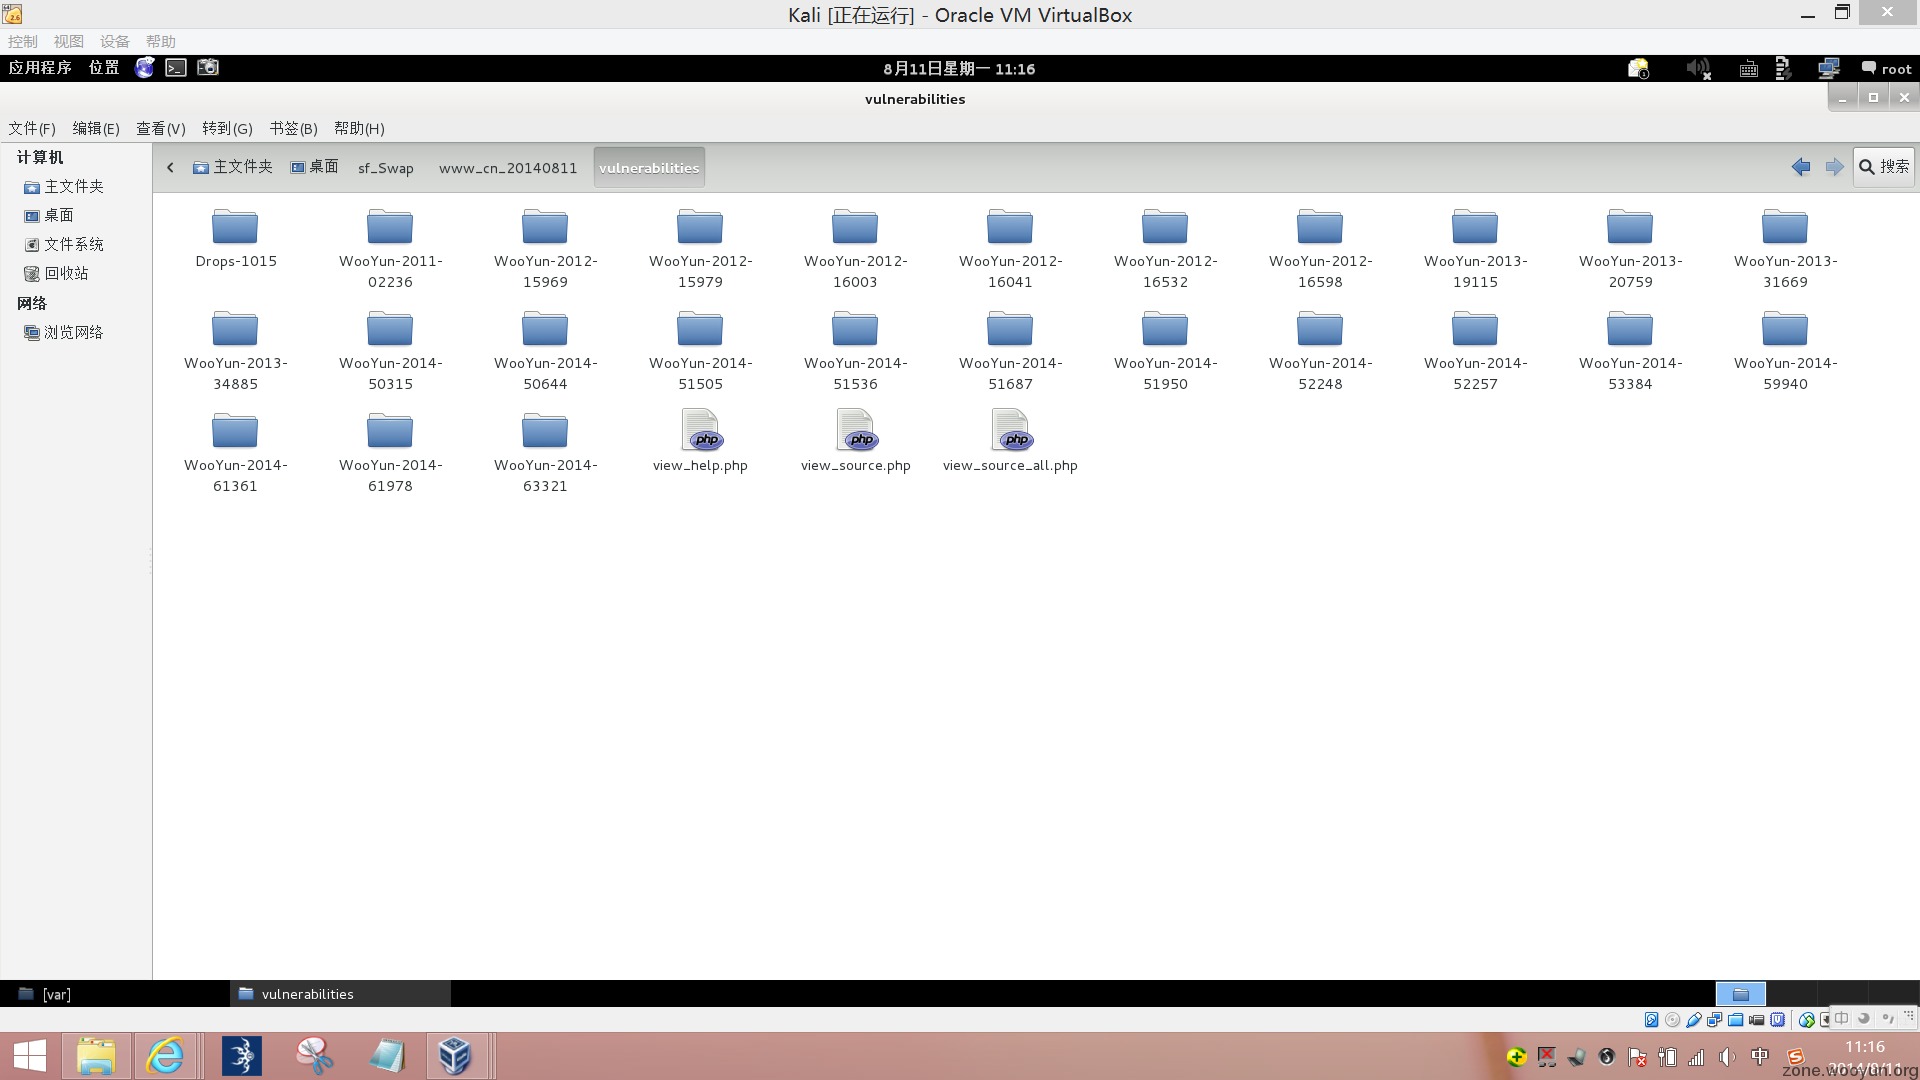 Kali [正在运行] - Oracle VM VirtualBox
控制 视图 设备 帮助
应用程序 位置 8月11日星期一 11:16 root
vulnerabilities
文件(F) 编辑(E) 查看(V) 转到(G) 书签(B) 帮助(H)
计算机
主文件夹
桌面
文件系统
回收站
网络
浏览网络
主文件夹 桌面 sf_Swap www_cn_20140811 vulnerabilities 搜索
Drops-1015
WooYun-2011-
02236
WooYun-2012-
15969
WooYun-2012-
15979
WooYun-2012-
16003
WooYun-2012-
16041
WooYun-2012-
16532
WooYun-2012-
16598
WooYun-2013-
19115
WooYun-2013-
20759
WooYun-2013-
31669
WooYun-2013-
34885
WooYun-2014-
50315
WooYun-2014-
50644
WooYun-2014-
51505
WooYun-2014-
51536
WooYun-2014-
51687
WooYun-2014-
51950
WooYun-2014-
52248
WooYun-2014-
52257
WooYun-2014-
53384
WooYun-2014-
59940
WooYun-2014-
61361
WooYun-2014-
61978
WooYun-2014-
63321
php
view_help.php
php
view_source.php
php
view_source_all.php
[var] vulnerabilities
中
中 11:16
2014/8/11
zone.wooyun.org